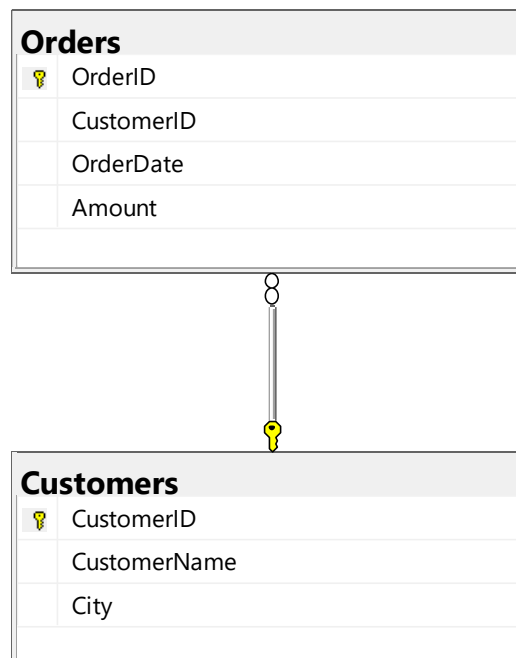 Orders
OrderID
CustomerID
OrderDate
Amount
Customers
CustomerID
CustomerName
City